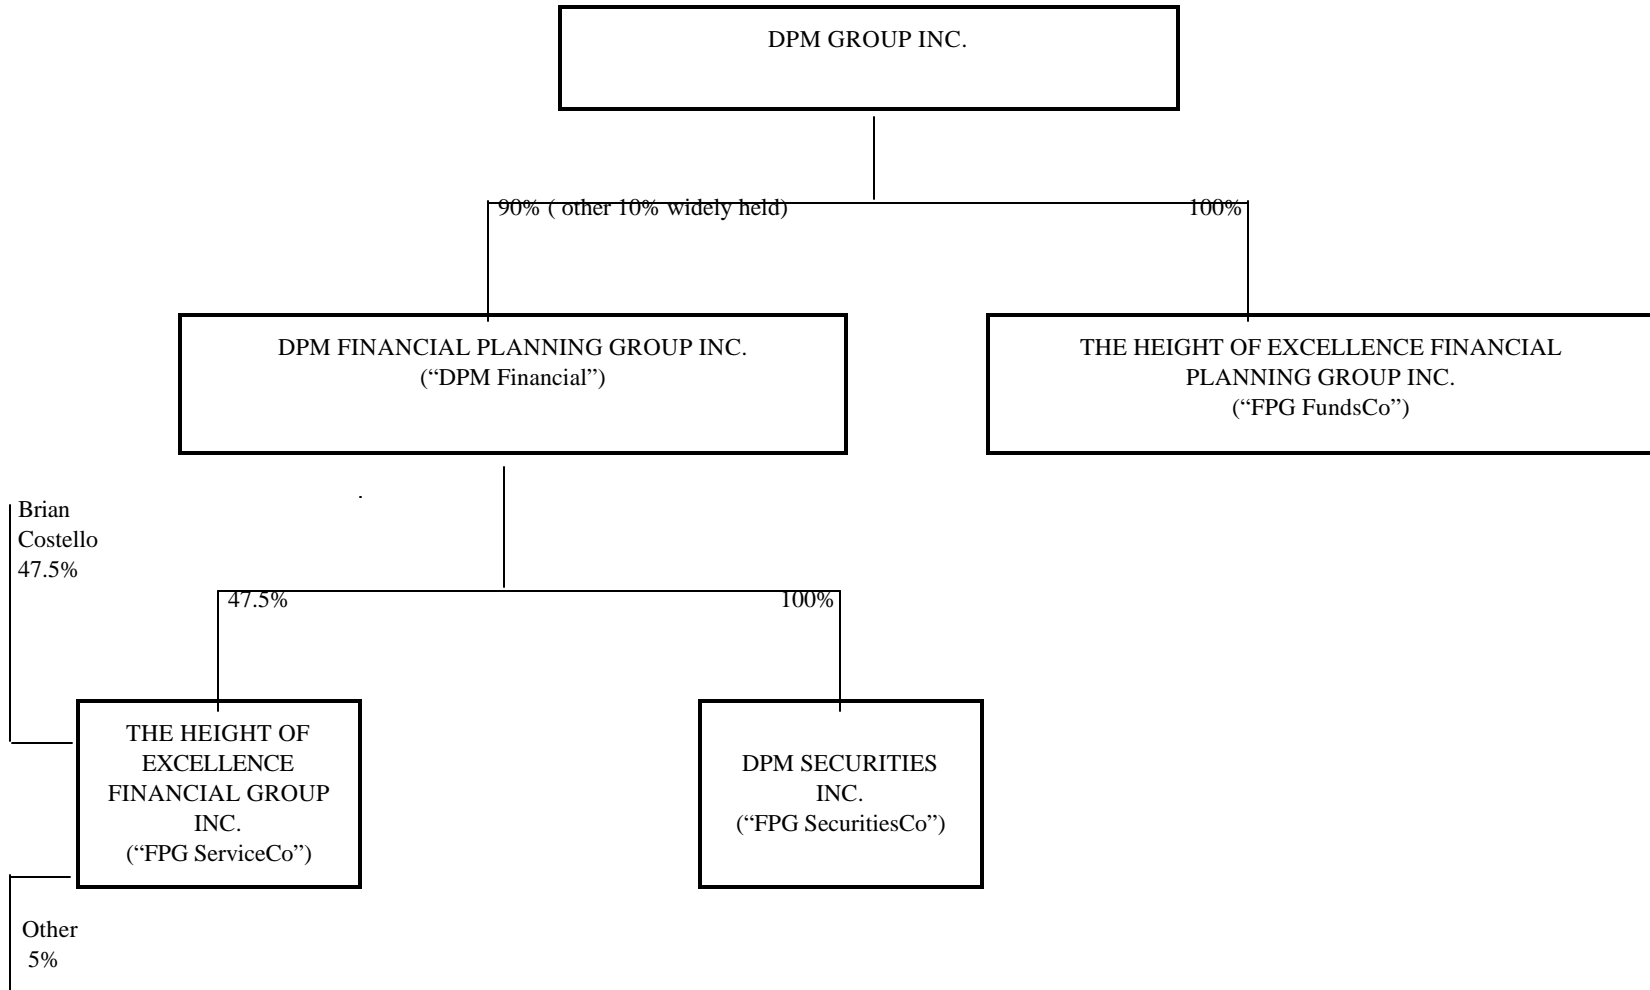 DPM GROUP INC.
90% ( other 10% widely held)
100%
DPM FINANCIAL PLANNING GROUP INC.
(“DPM Financial”)
THE HEIGHT OF EXCELLENCE FINANCIAL
PLANNING GROUP INC.
(“FPG FundsCo”)
Brian
Costello
47.5%
47.5%
100%
THE HEIGHT OF
EXCELLENCE
FINANCIAL GROUP
INC.
(“FPG ServiceCo”)
DPM SECURITIES
INC.
(“FPG SecuritiesCo”)
Other
5%